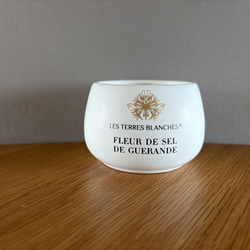 LES TERRES BLANCHES
FLEUR DE SEL
DE GUERANDE